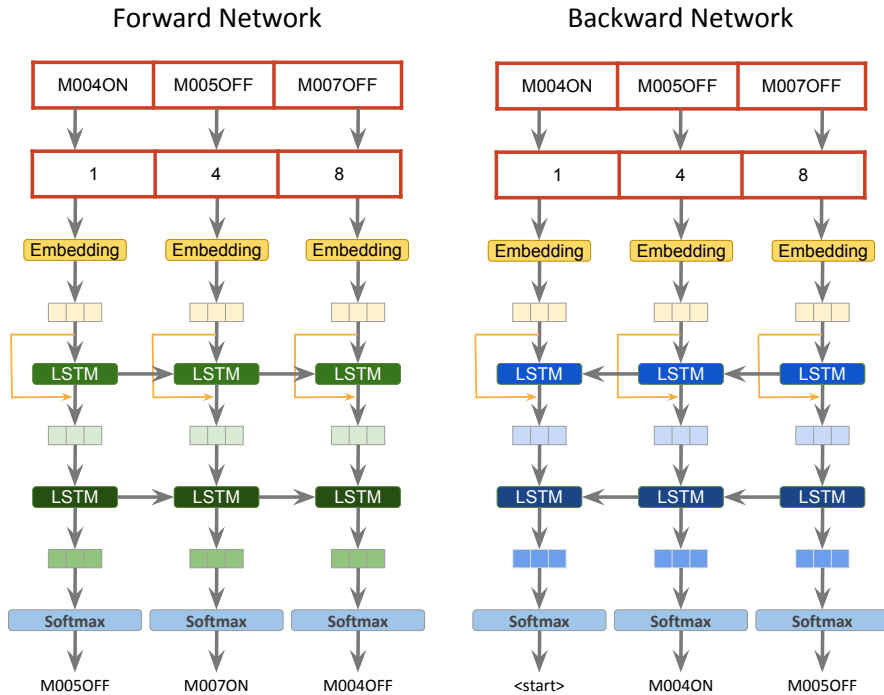 Forward Network Backward Network
M004ON M005OFF M007OFF M004ON M005OFF M007OFF
1 4 8 1 4 8
Embedding Embedding Embedding Embedding Embedding Embedding
LSTM LSTM LSTM LSTM LSTM LSTM
LSTM LSTM LSTM LSTM LSTM LSTM
Softmax Softmax Softmax Softmax Softmax Softmax
M005OFF M007ON M004OFF <start> M004ON M005OFF